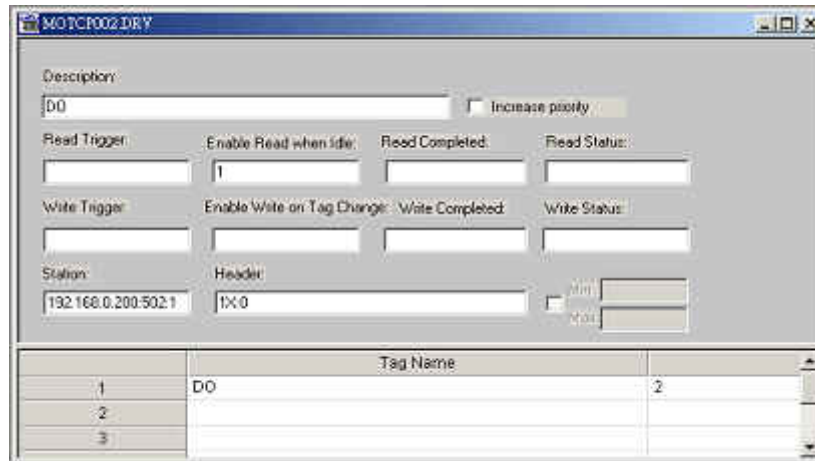 MOTCP002.DRV
Description:
DO
Increase priority
Read Trigger: Enable Read when Idle: Read Completed: Read Status:
1
Write Trigger: Enable Write on Tag Change: Write Completed: Write Status:
Station: Header:
192.168.0.200:502:1 1X:0
Min:
Max:
Tag Name
1 DO 2
2
3